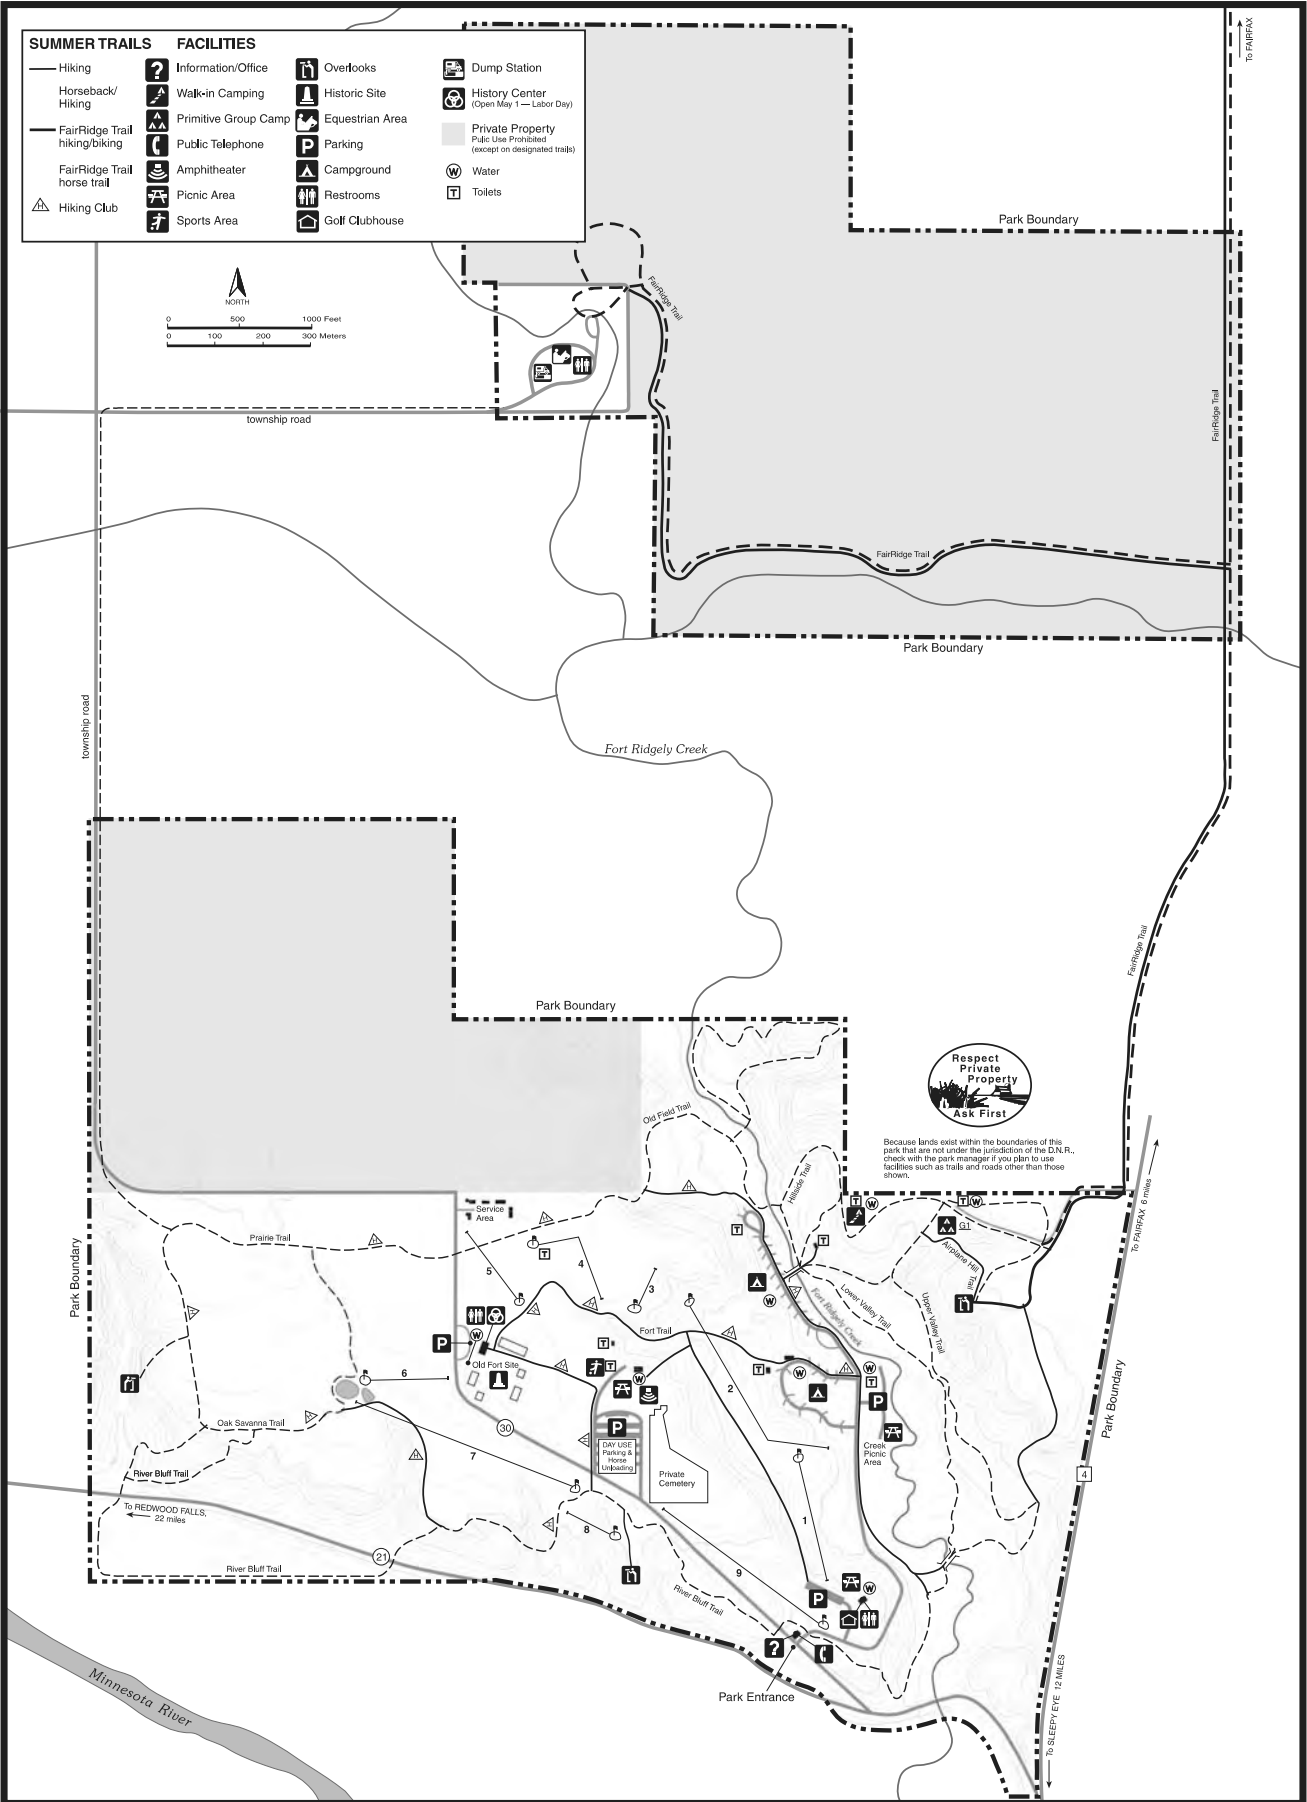 SUMMER TRAILS
Hiking
Horseback/
Hiking
FairRidge Trail
hiking/biking
FairRidge Trail
horse trail
H
Hiking Club
FACILITIES
?
Information/Office
Walk-in Camping
Primitive Group Camp
Public Telephone
Amphitheater
Picnic Area
Sports Area
Overlooks
Historic Site
Equestrian Area
P
Parking
Campground
Restrooms
Golf Clubhouse
Dump Station
History Center
(Open May 1 — Labor Day)
Private Property
Pulic Use Prohibited
(except on designated trails)
W
Water
T
Toilets
To FAIRFAX
Park Boundary
NORTH
0 500 1000 Feet
0 100 200 300 Meters
FairRidge Trail
FairRidge Trail
township road
FairRidge Trail
Park Boundary
township road
Fort Ridgely Creek
FairRidge Trail
Park Boundary
Respect
Private
Property
Ask First
Because lands exist within the boundaries of this
park that are not under the jurisdiction of the D.N.R.,
check with the park manager if you plan to use
facilities such as trails and roads other than those
shown.
Old Field Trail
Hillside Trail
To FAIRFAX 6 miles
Service
Area
G1
Airplane Hill
Trail
Prairie Trail
Park Boundary
5
4
3
Fort Ridgely Creek
Lower Valley Trail
Upper Valley Trail
Fort Trail
Old Fort Site
6
2
Oak Savanna Trail
30
DAY USE
Parking &
Horse
Unloading
Private
Cemetery
Creek
Picnic
Area
Park Boundary
4
7
River Bluff Trail
To REDWOOD FALLS,
22 miles
1
8
21
River Bluff Trail
9
River Bluff Trail
P
?
Park Entrance
Minnesota River
To SLEEPY EYE 12 MILES